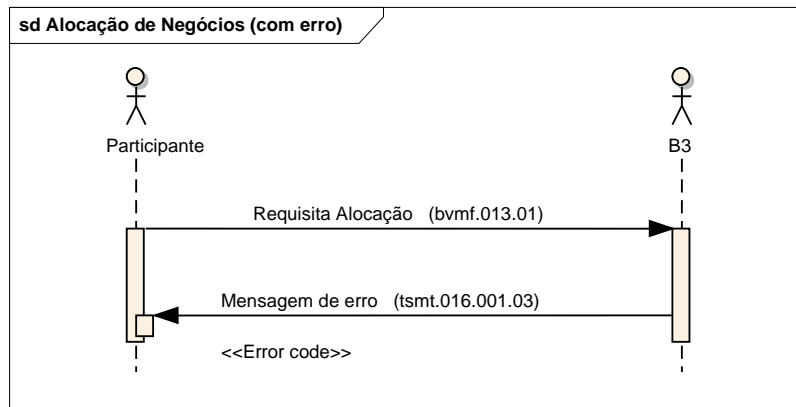 sd Alocação de Negócios (com erro)
Participante
B3
Requisita Alocação (bvmf.013.01)
Mensagem de erro (tsmt.016.001.03)
<<Error code>>